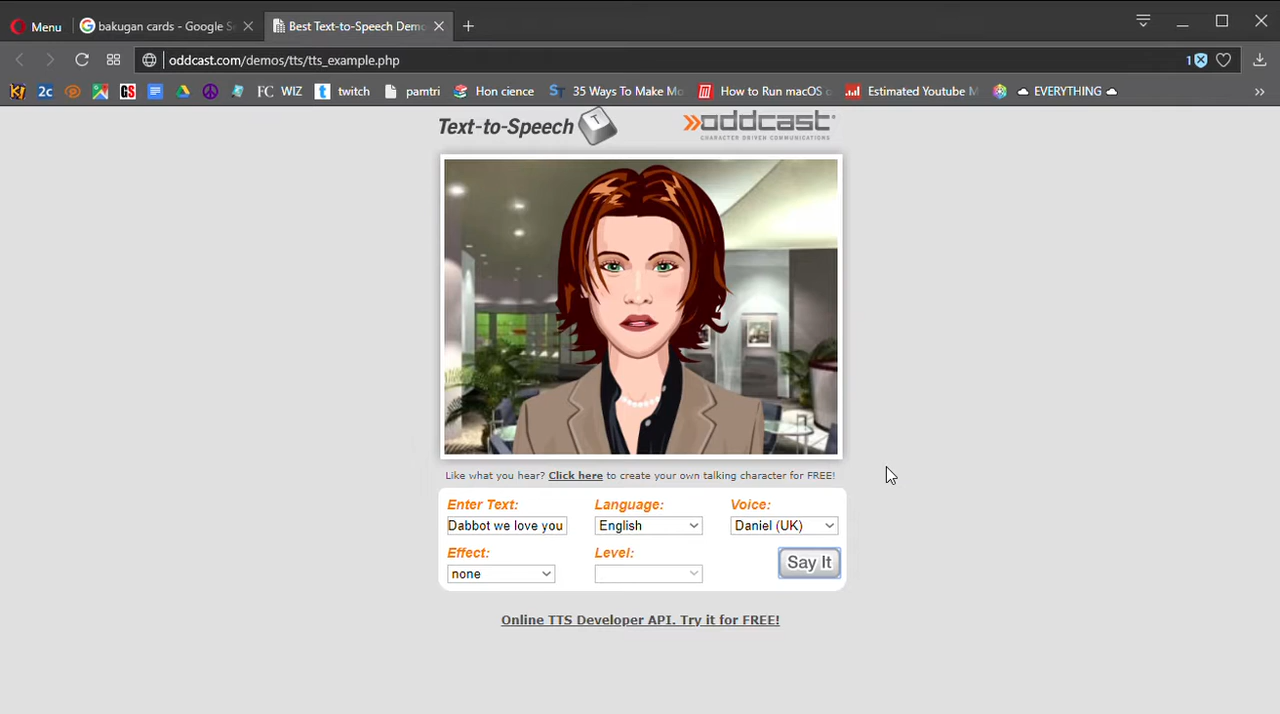 Menu
bakugan cards - Google S
Best Text-to-Speech Demo
oddcast.com/demos/tts/tts_example.php
1
K!
2c
GS
FC WIZ
twitch
pamtri
Hon cience
ST 35 Ways To Make Mo
How to Run macOS
Estimated Youtube M
EVERYTHING
Text-to-Speech T
oddcast
CHARACTER DRIVEN COMMUNICATIONS
Like what you hear? Click here to create your own talking character for FREE!
Enter Text: Language: Voice:
Dabbot we love you English Daniel (UK)
Effect: Level:
none Say It
Online TTS Developer API. Try it for FREE!